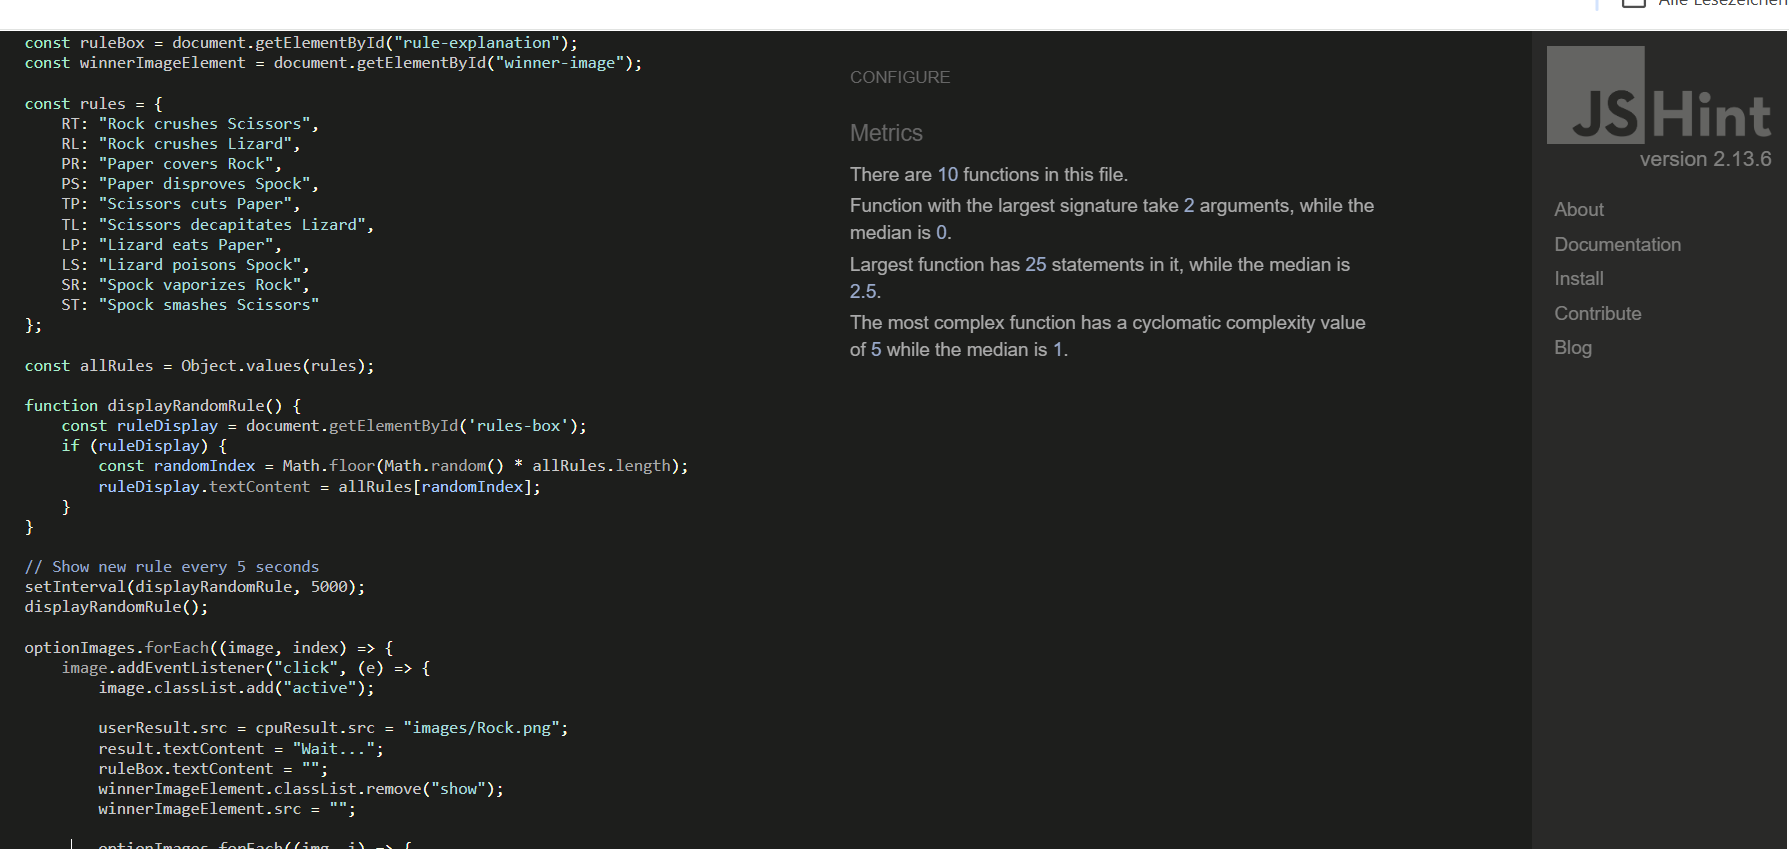 Alle Lesezeichen
const ruleBox = document.getElementById("rule-explanation");
const winnerImageElement = document.getElementById("winner-image");
const rules = {
    RT: "Rock crushes Scissors",
    RL: "Rock crushes Lizard",
    PR: "Paper covers Rock",
    PS: "Paper disproves Spock",
    TP: "Scissors cuts Paper",
    TL: "Scissors decapitates Lizard",
    LP: "Lizard eats Paper",
    LS: "Lizard poisons Spock",
    SR: "Spock vaporizes Rock",
    ST: "Spock smashes Scissors"
};
const allRules = Object.values(rules);
function displayRandomRule() {
    const ruleDisplay = document.getElementById('rules-box');
    if (ruleDisplay) {
        const randomIndex = Math.floor(Math.random() * allRules.length);
        ruleDisplay.textContent = allRules[randomIndex];
    }
}
// Show new rule every 5 seconds
setInterval(displayRandomRule, 5000);
displayRandomRule();
optionImages.forEach((image, index) => {
    image.addEventListener("click", (e) => {
        image.classList.add("active");
        userResult.src = cpuResult.src = "images/Rock.png";
        result.textContent = "Wait...";
        ruleBox.textContent = "";
        winnerImageElement.classList.remove("show");
        winnerImageElement.src = "";
        optionImages.forEach((img, i) => {
CONFIGURE
Metrics
There are 10 functions in this file.
Function with the largest signature take 2 arguments, while the
median is 0.
Largest function has 25 statements in it, while the median is
2.5.
The most complex function has a cyclomatic complexity value
of 5 while the median is 1.
JSHint
version 2.13.6
About
Documentation
Install
Contribute
Blog